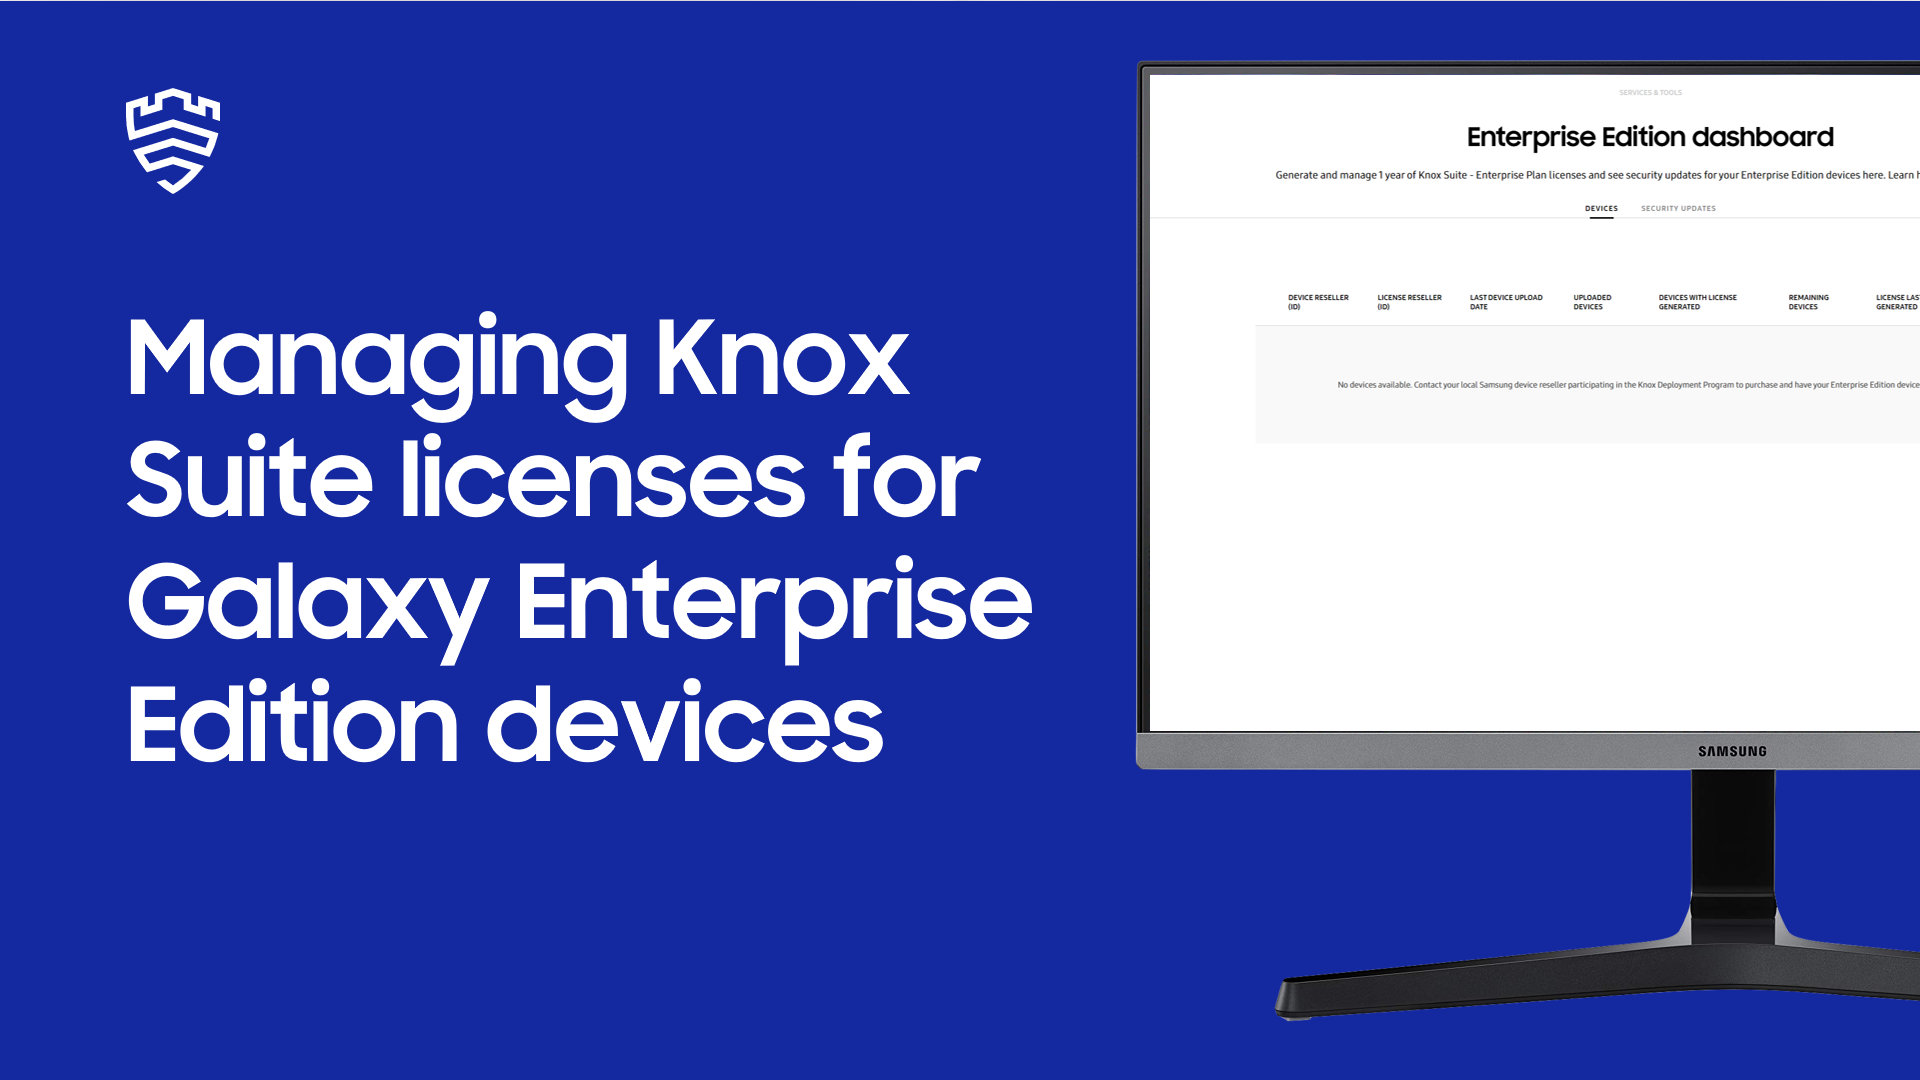 Managing Knox
Suite licenses for
Galaxy Enterprise
Edition devices
SERVICES & TOOLS
Enterprise Edition dashboard
Generate and manage 1 year of Knox Suite - Enterprise Plan licenses and see security updates for your Enterprise Edition devices here. Learn
DEVICES SECURITY UPDATES
DEVICE RESELLER LICENSE RESELLER LAST DEVICE UPLOAD UPLOADED DEVICES WITH LICENSE REMAINING LICENSE LAS
(ID) (ID) DATE DEVICES GENERATED DEVICES GENERATED
No devices available. Contact your local Samsung device reseller participating in the Knox Deployment Program to purchase and have your Enterprise Edition device
SAMSUNG